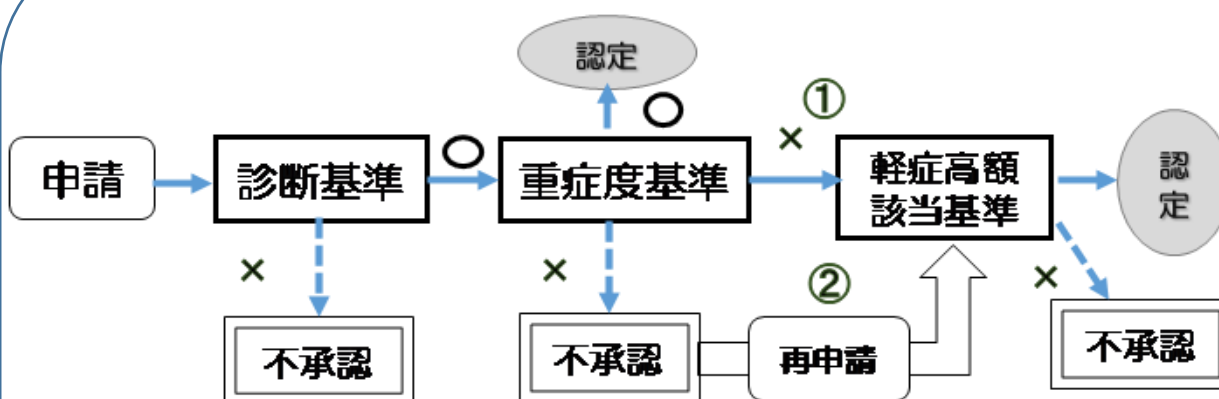 認定
①
○
×
申請
診断基準
○
重症度基準
軽症高額
該当基準
認
定
×
×
②
×
不承認
不承認
再申請
不承認